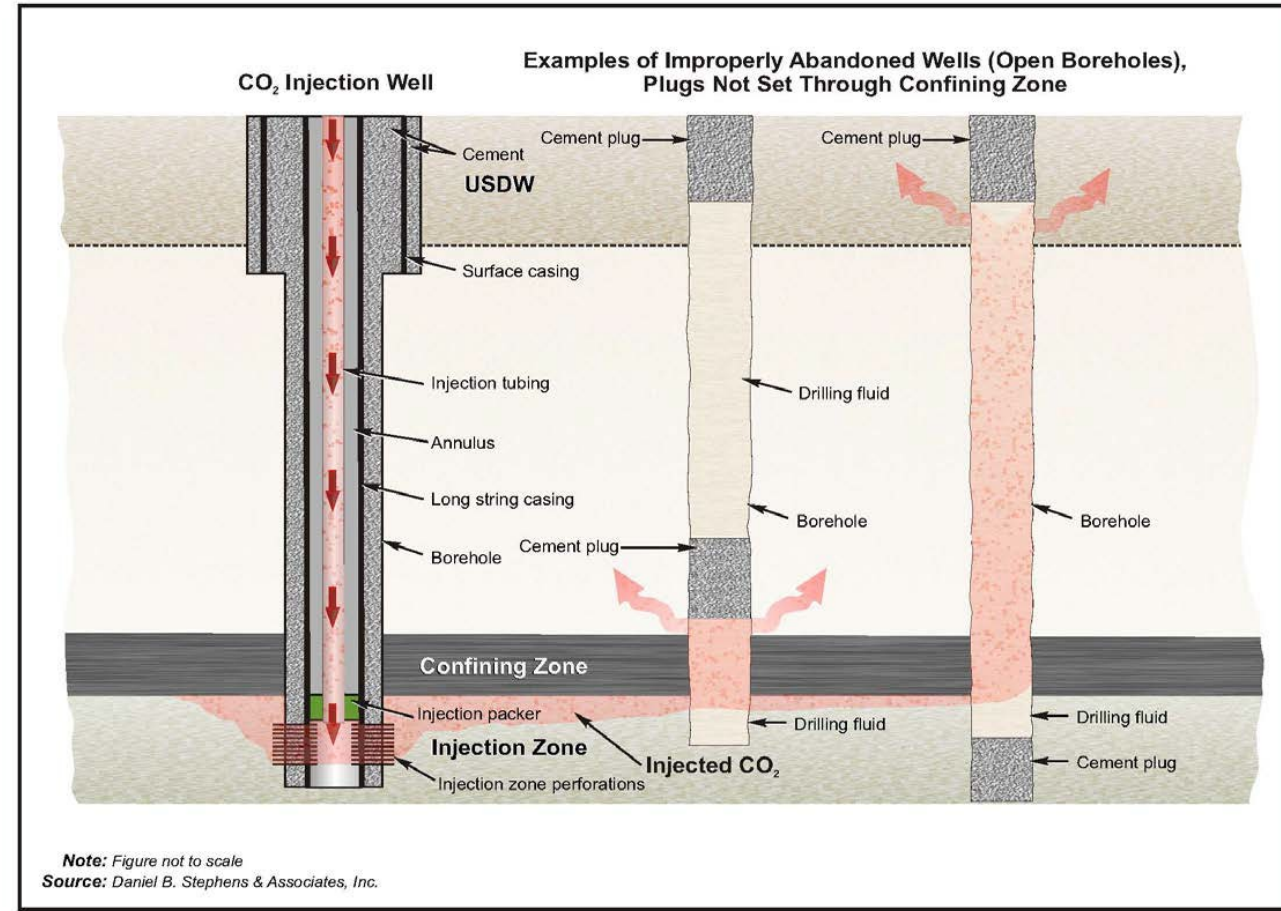 Examples of Improperly Abandoned Wells (Open Boreholes),
Plugs Not Set Through Confining Zone
CO₂ Injection Well
Cement plug
Cement plug
Cement
USDW
Surface casing
Injection tubing
Drilling fluid
Annulus
Long string casing
Borehole
Borehole
Cement plug
Borehole
Confining Zone
Injection packer
Drilling fluid
Drilling fluid
Injection Zone
Injected CO₂
Cement plug
Injection zone perforations
Note: Figure not to scale
Source: Daniel B. Stephens & Associates, Inc.